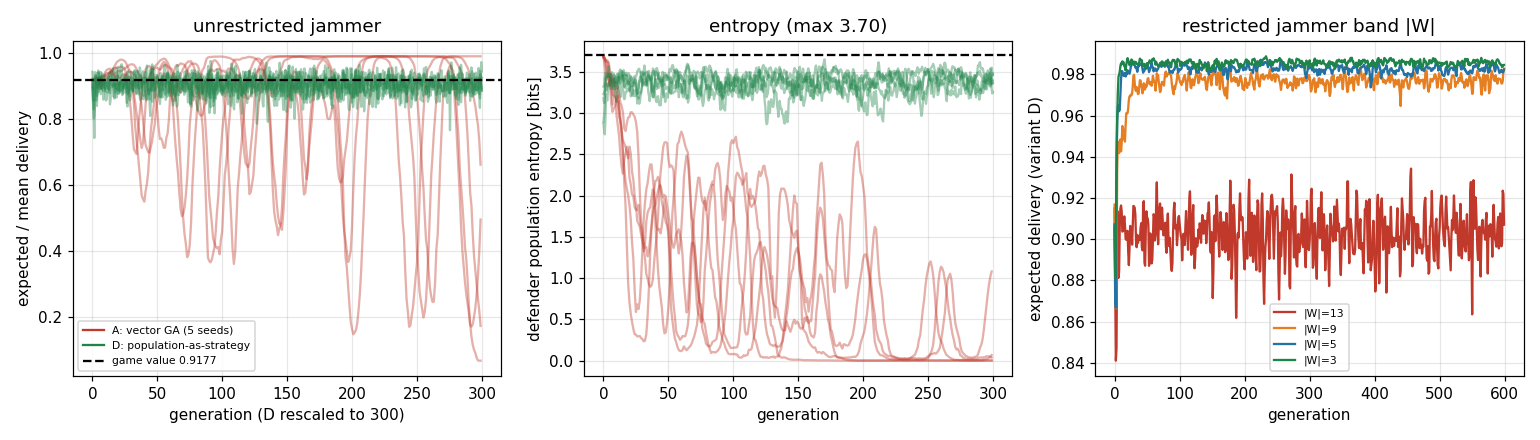 unrestricted jammer
expected / mean delivery
1.0
0.8
0.6
0.4
0.2
A: vector GA (5 seeds)
D: population-as-strategy
game value 0.9177
0 50 100 150 200 250 300
generation (D rescaled to 300)
entropy (max 3.70)
defender population entropy [bits]
3.5
3.0
2.5
2.0
1.5
1.0
0.5
0.0
0 50 100 150 200 250 300
generation
restricted jammer band |W|
expected delivery (variant D)
0.98
0.96
0.94
0.92
0.90
0.88
0.86
0.84
|W|=13
|W|=9
|W|=5
|W|=3
0 100 200 300 400 500 600
generation